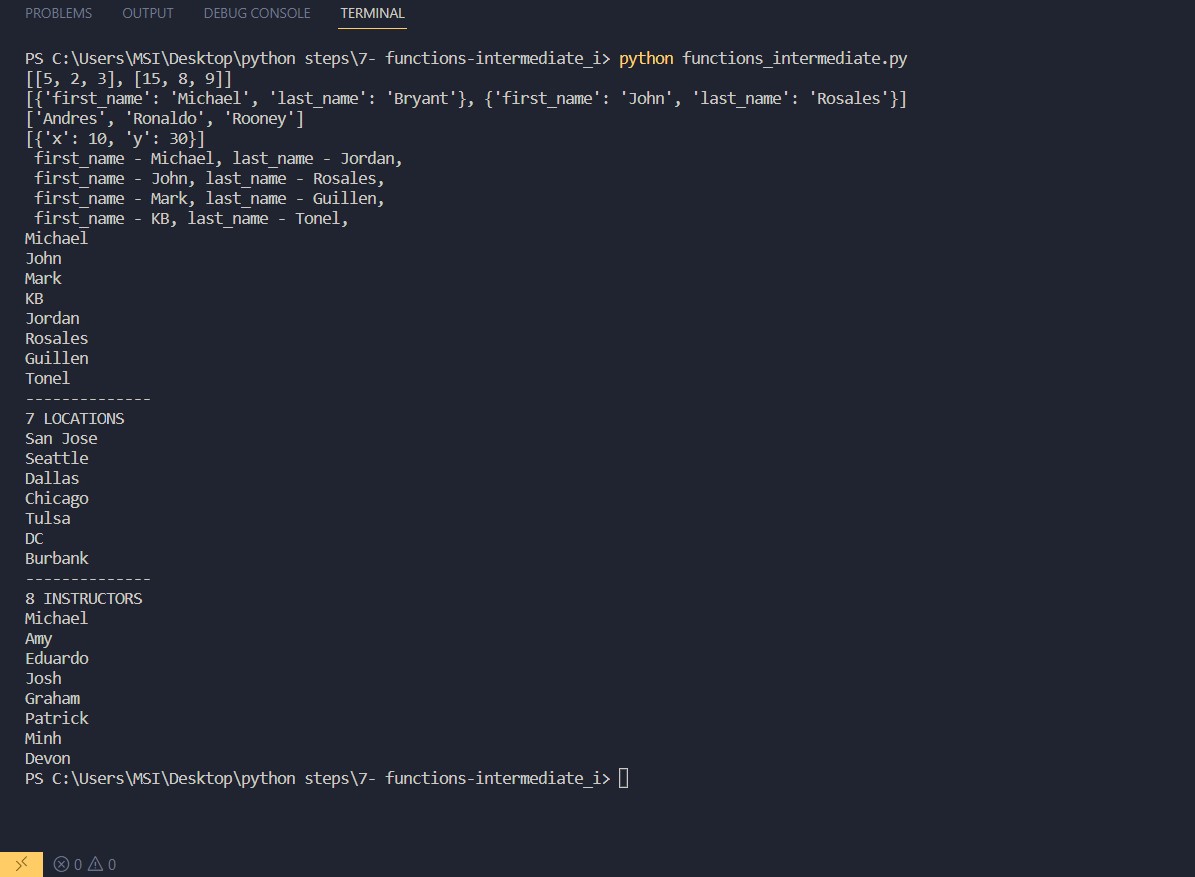 PROBLEMS OUTPUT DEBUG CONSOLE TERMINAL
PS C:\Users\MSI\Desktop\python steps\7- functions-intermediate_i> python functions_intermediate.py
[[5, 2, 3], [15, 8, 9]]
[{'first_name': 'Michael', 'last_name': 'Bryant'}, {'first_name': 'John', 'last_name': 'Rosales'}]
['Andres', 'Ronaldo', 'Rooney']
[{'x': 10, 'y': 30}]
 first_name - Michael, last_name - Jordan,
 first_name - John, last_name - Rosales,
 first_name - Mark, last_name - Guillen,
 first_name - KB, last_name - Tonel,
Michael
John
Mark
KB
Jordan
Rosales
Guillen
Tonel
--------------
7 LOCATIONS
San Jose
Seattle
Dallas
Chicago
Tulsa
DC
Burbank
--------------
8 INSTRUCTORS
Michael
Amy
Eduardo
Josh
Graham
Patrick
Minh
Devon
PS C:\Users\MSI\Desktop\python steps\7- functions-intermediate_i>
0 0